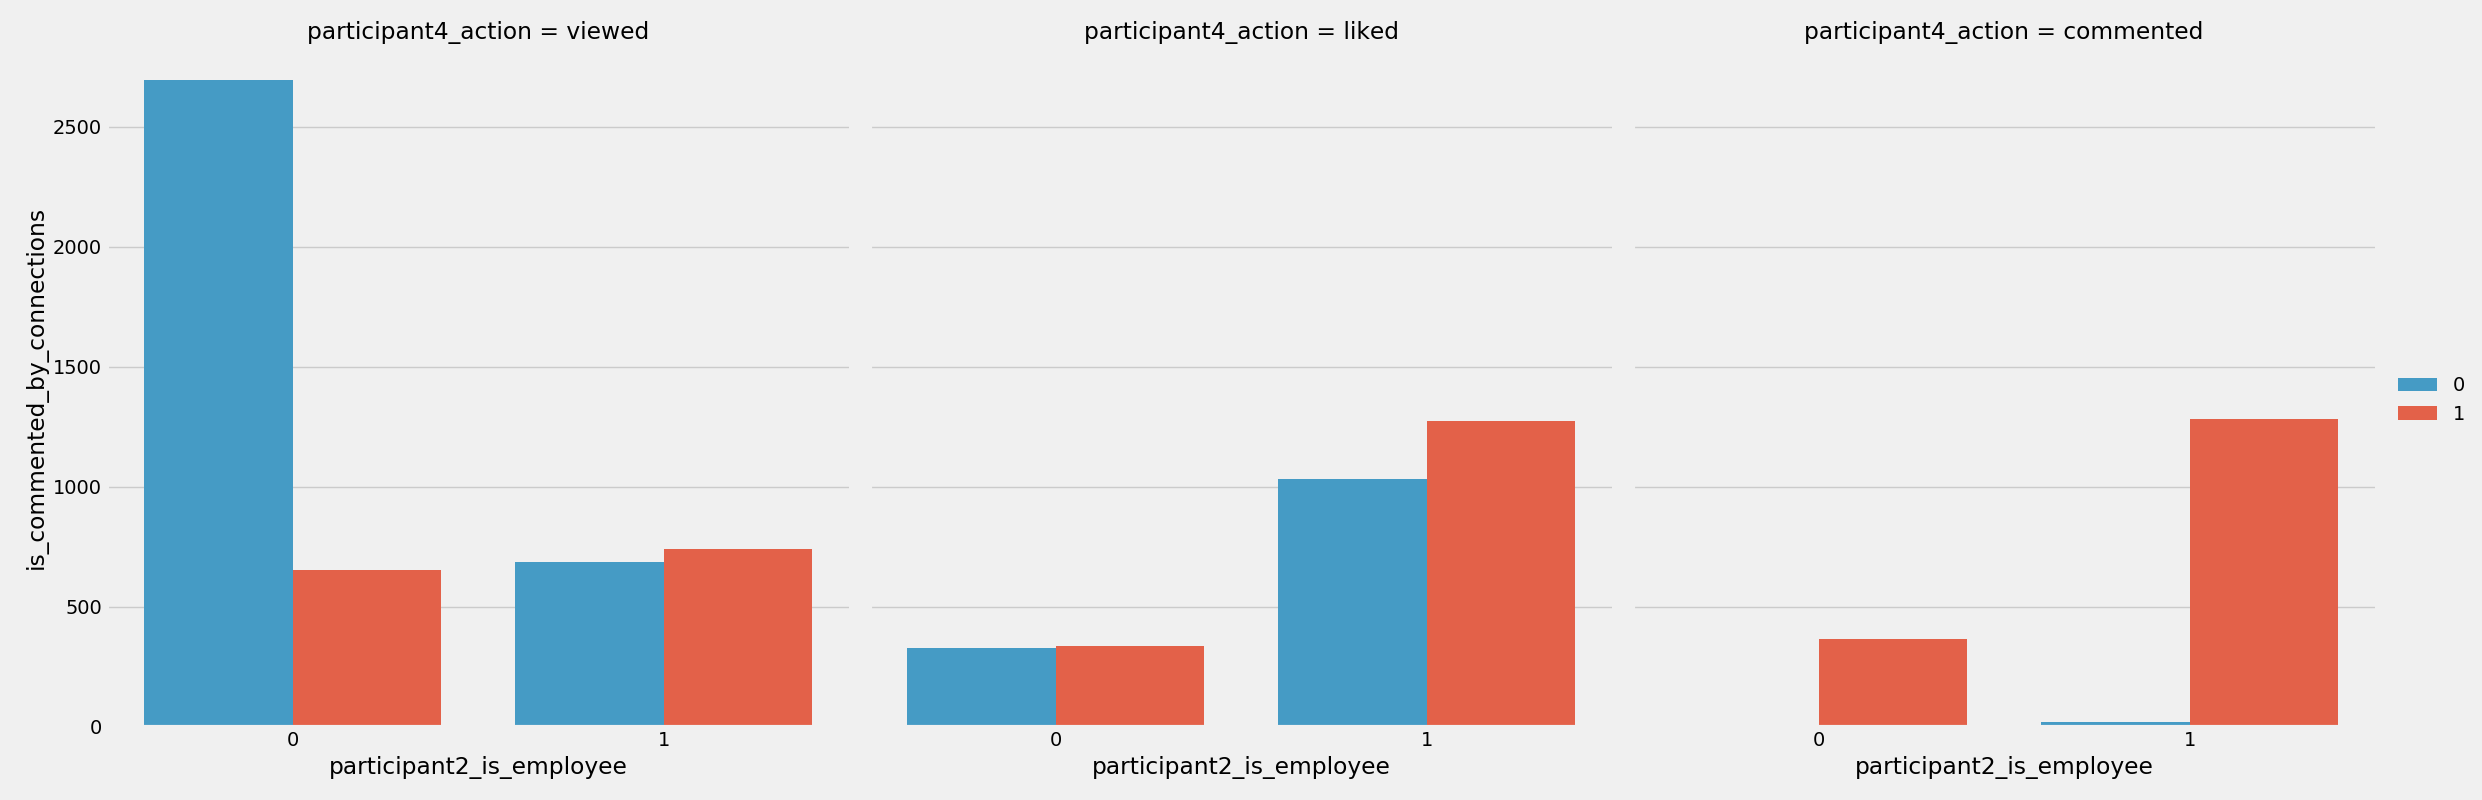 participant4_action = viewed
participant4_action = liked
participant4_action = commented
is_commented_by_connections
2500
2000
1500
1000
500
0
0
1
0
1
0
1
participant2_is_employee
participant2_is_employee
participant2_is_employee
0
1